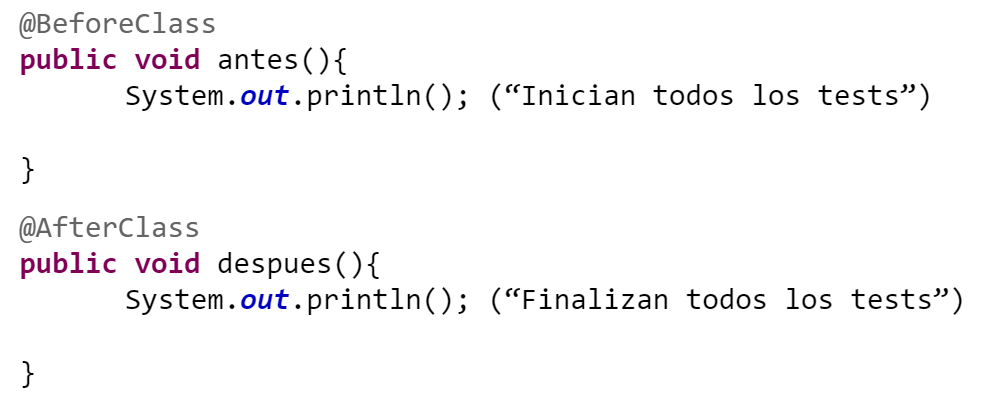 @BeforeClass
public void antes(){
System.out.println(); (“Inician todos los tests”)
}
@AfterClass
public void despues(){
System.out.println(); (“Finalizan todos los tests”)
}